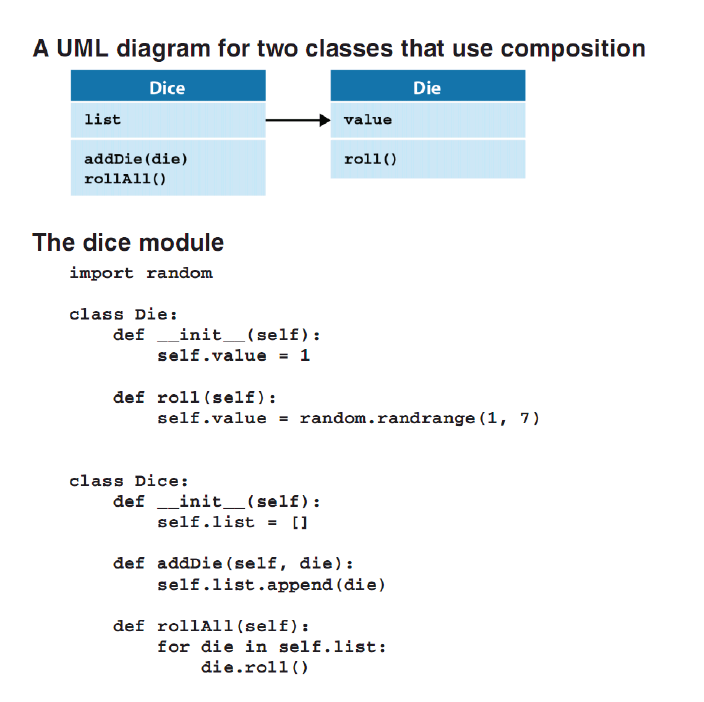 A UML diagram for two classes that use composition
Dice
list
addDie(die)
rollAll()
Die
value
roll()
The dice module
import random
class Die:
    def __init__(self):
        self.value = 1
    def roll(self):
        self.value = random.randrange(1, 7)
class Dice:
    def __init__(self):
        self.list = []
    def addDie(self, die):
        self.list.append(die)
    def rollAll(self):
        for die in self.list:
            die.roll()